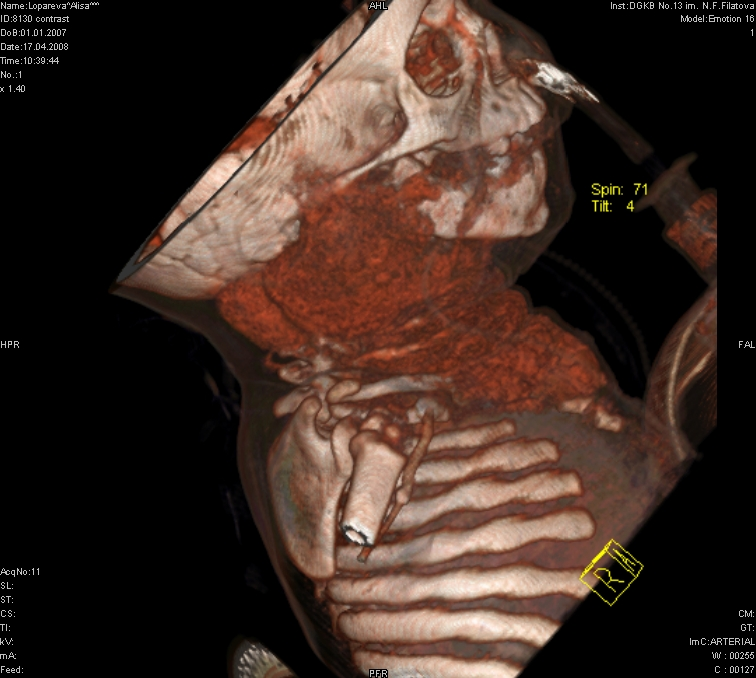 Name:Lopareva^Alisa^^^
ID:8130 contrast
DoB:01.01.2007
Date:17.04.2008
Time:10:39:44
No.:1
x 1.40
AHL
Inst:DGKB No.13 im. N.F.Filatova
Model:Emotion 16
1
Spin: 71
Tilt: 4
HPR
FAL
R
A
AcqNo:11
SL:
ST:
CS:
TI:
kV:
mA:
Feed:
PFR
CM:
GT:
ImC:ARTERIAL
W : 00255
C : 00127